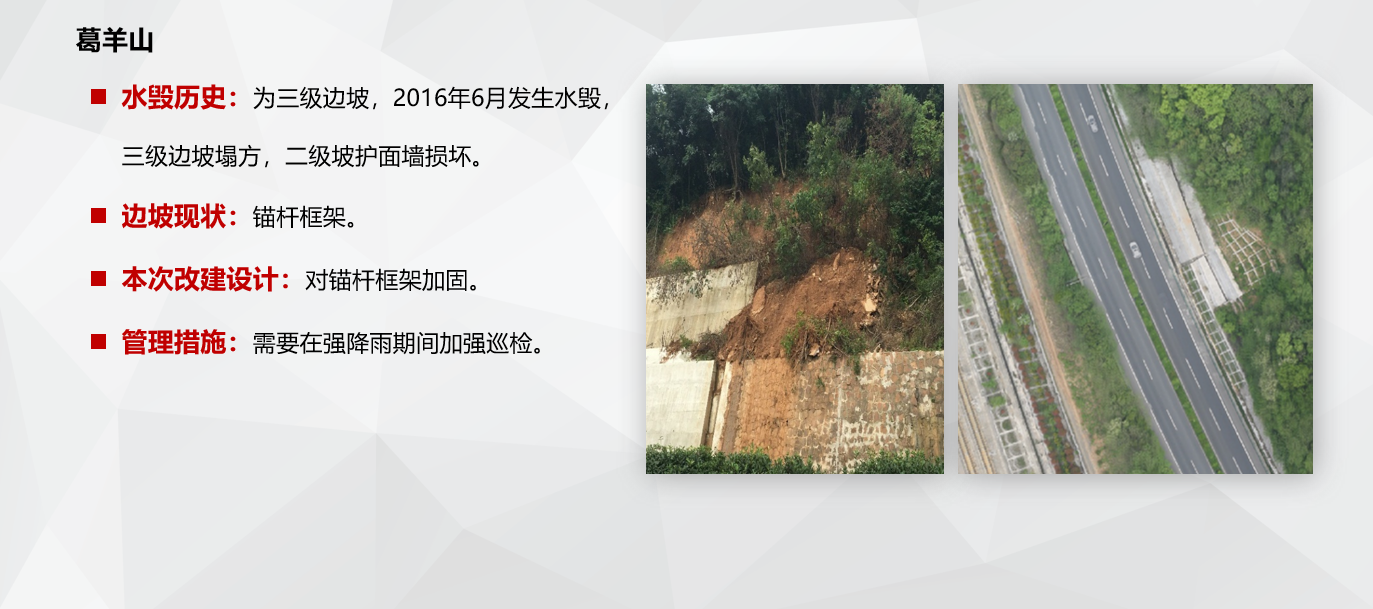 葛羊山
水毁历史：为三级边坡，2016年6月发生水毁，
三级边坡塌方，二级坡护面墙损坏。
边坡现状：锚杆框架。
本次改建设计：对锚杆框架加固。
管理措施：需要在强降雨期间加强巡检。